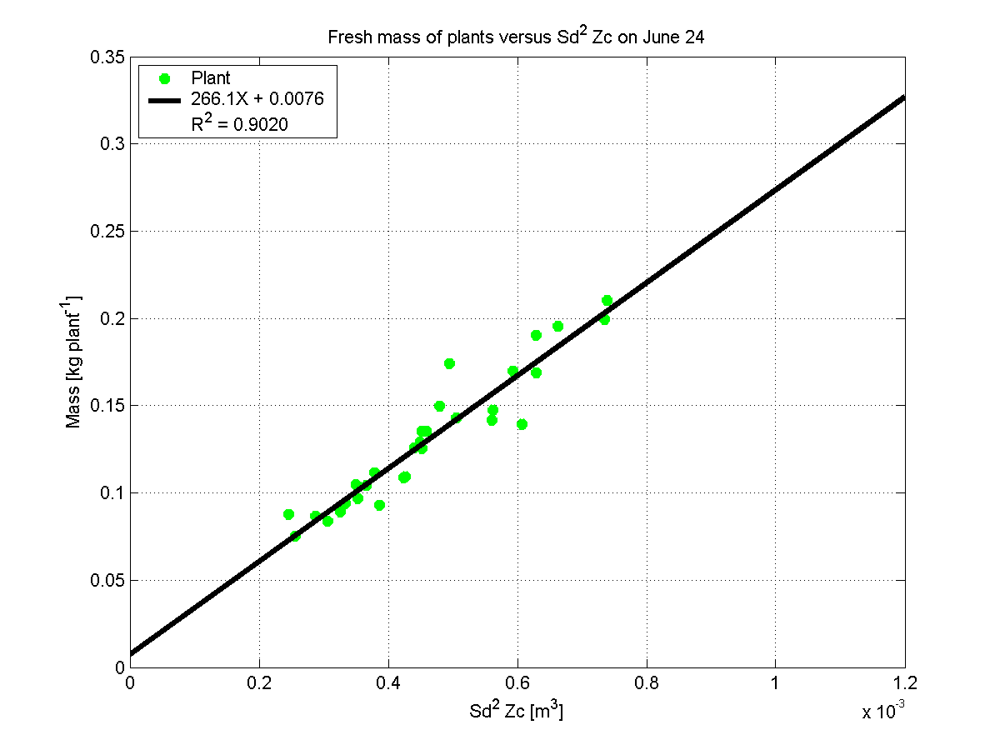 Fresh mass of plants versus Sd² Zc on June 24
Plant
266.1X + 0.0076
R² = 0.9020
0.35
0.3
0.25
0.2
0.15
0.1
0.05
0
Mass [kg plant⁻¹]
0 0.2 0.4 0.6 0.8 1 1.2
x 10⁻³
Sd² Zc [m³]